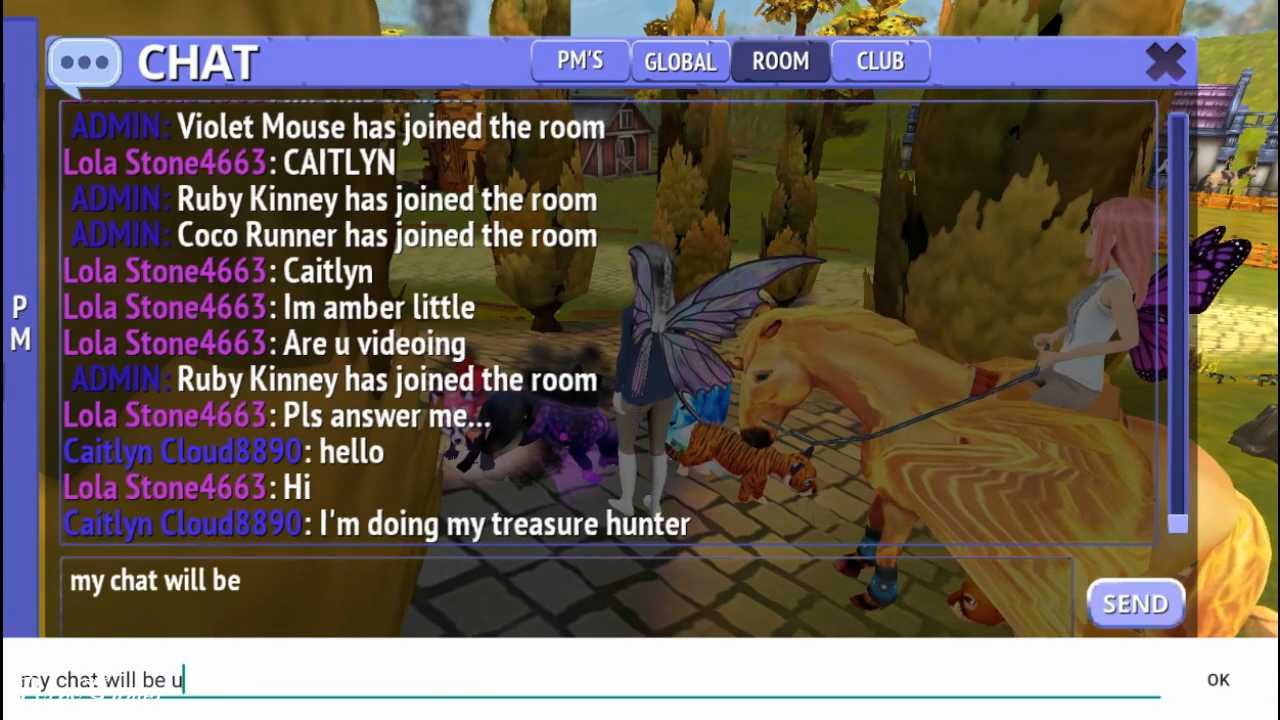 CHAT
PM'S
GLOBAL
ROOM
CLUB
ADMIN: Violet Mouse has joined the room
Lola Stone4663: CAITLYN
ADMIN: Ruby Kinney has joined the room
ADMIN: Coco Runner has joined the room
Lola Stone4663: Caitlyn
Lola Stone4663: Im amber little
Lola Stone4663: Are u videoing
ADMIN: Ruby Kinney has joined the room
Lola Stone4663: Pls answer me...
Caitlyn Cloud8890: hello
Lola Stone4663: Hi
Caitlyn Cloud8890: I'm doing my treasure hunter
P
M
my chat will be
SEND
my chat will be u
OK